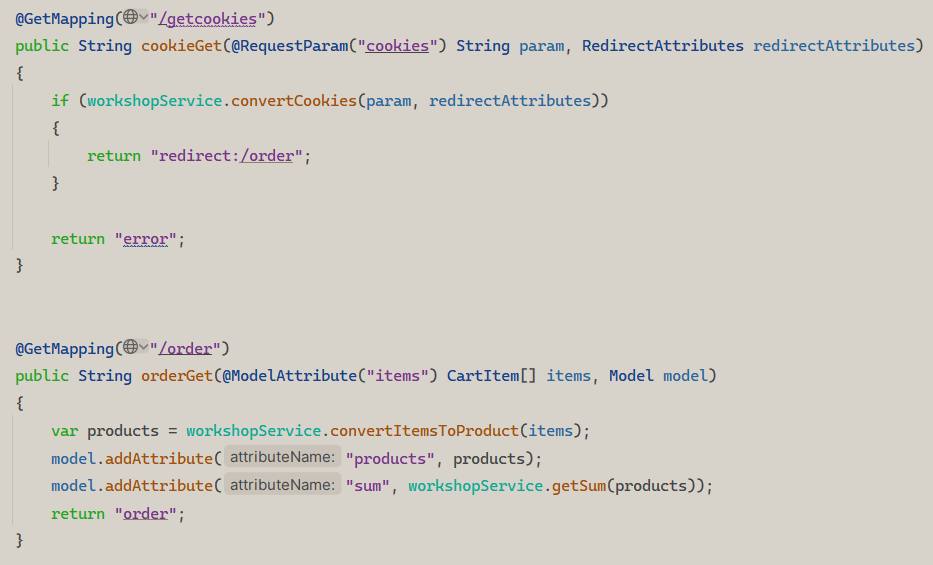 @GetMapping("/getcookies")
public String cookieGet(@RequestParam("cookies") String param, RedirectAttributes redirectAttributes)
{
if (workshopService.convertCookies(param, redirectAttributes))
{
return "redirect:/order";
}
return "error";
}
@GetMapping("/order")
public String orderGet(@ModelAttribute("items") CartItem[] items, Model model)
{
var products = workshopService.convertItemsToProduct(items);
model.addAttribute( attributeName: "products", products);
model.addAttribute( attributeName: "sum", workshopService.getSum(products));
return "order";
}